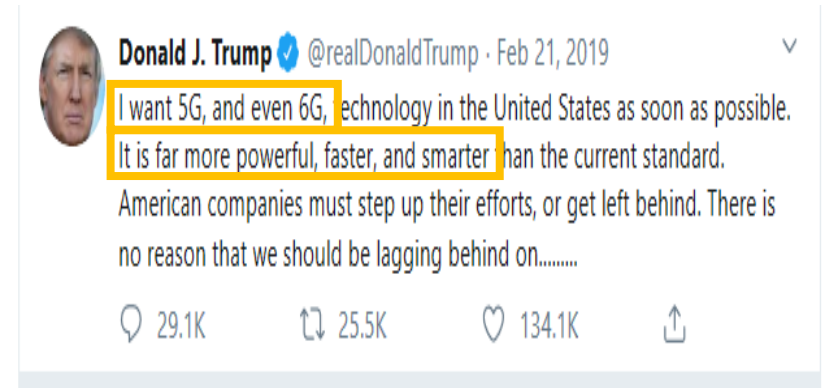 Donald J. Trump @realDonaldTrump · Feb 21, 2019
I want 5G, and even 6G, technology in the United States as soon as possible.
It is far more powerful, faster, and smarter than the current standard.
American companies must step up their efforts, or get left behind. There is
no reason that we should be lagging behind on.........
29.1K 25.5K 134.1K